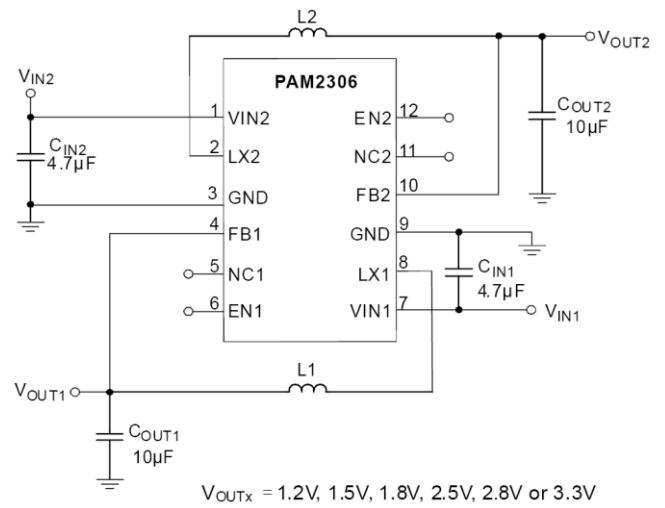 L2
VOUT2
VIN2
PAM2306
1 VIN2
EN2 12
CIN2
4.7µF
COUT2
10µF
2 LX2
NC2 11
3 GND
FB2 10
4 FB1
GND 9
5 NC1
LX1 8
CIN1
4.7µF
6 EN1
VIN1 7
VIN1
L1
VOUT1
COUT1
10µF
VOUTx = 1.2V, 1.5V, 1.8V, 2.5V, 2.8V or 3.3V